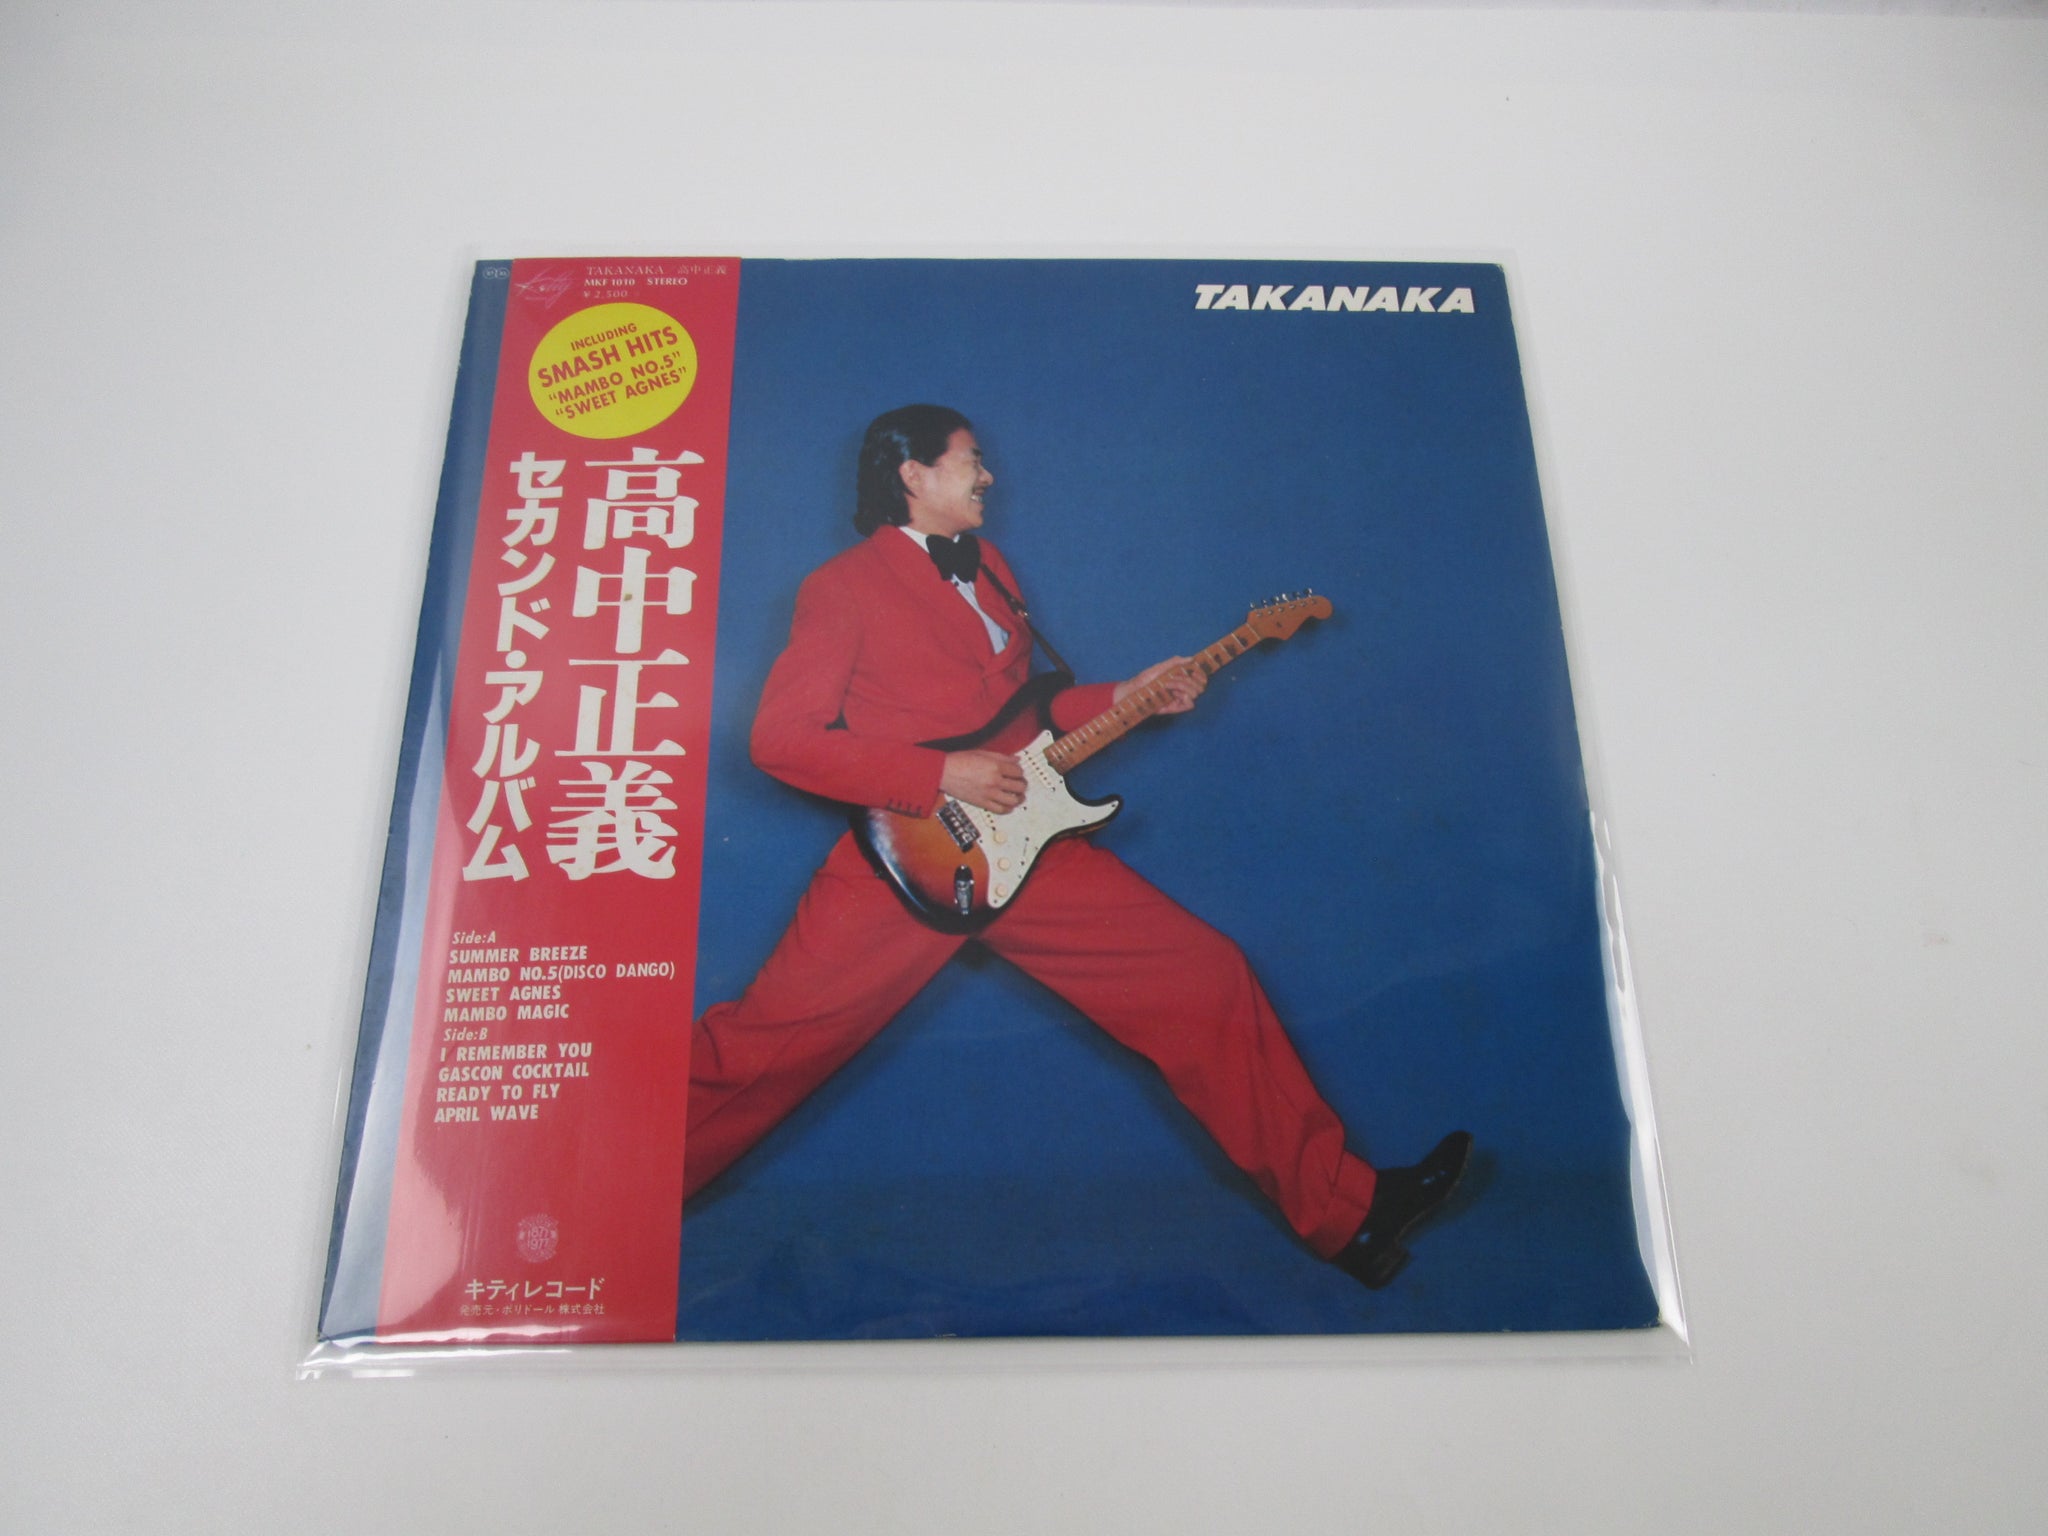 Kitty
TAKANAKA 高中正義
MKF 1010 STEREO
¥2,500
INCLUDING
SMASH HITS
“MAMBO NO.5”
“SWEET AGNES”
高中正義
セカンド・アルバム
Side:A
SUMMER BREEZE
MAMBO NO.5(DISCO DANGO)
SWEET AGNES
MAMBO MAGIC
Side:B
I REMEMBER YOU
GASCON COCKTAIL
READY TO FLY
APRIL WAVE
1877
1977
キティレコード
発売元・ポリドール株式会社
TAKANAKA